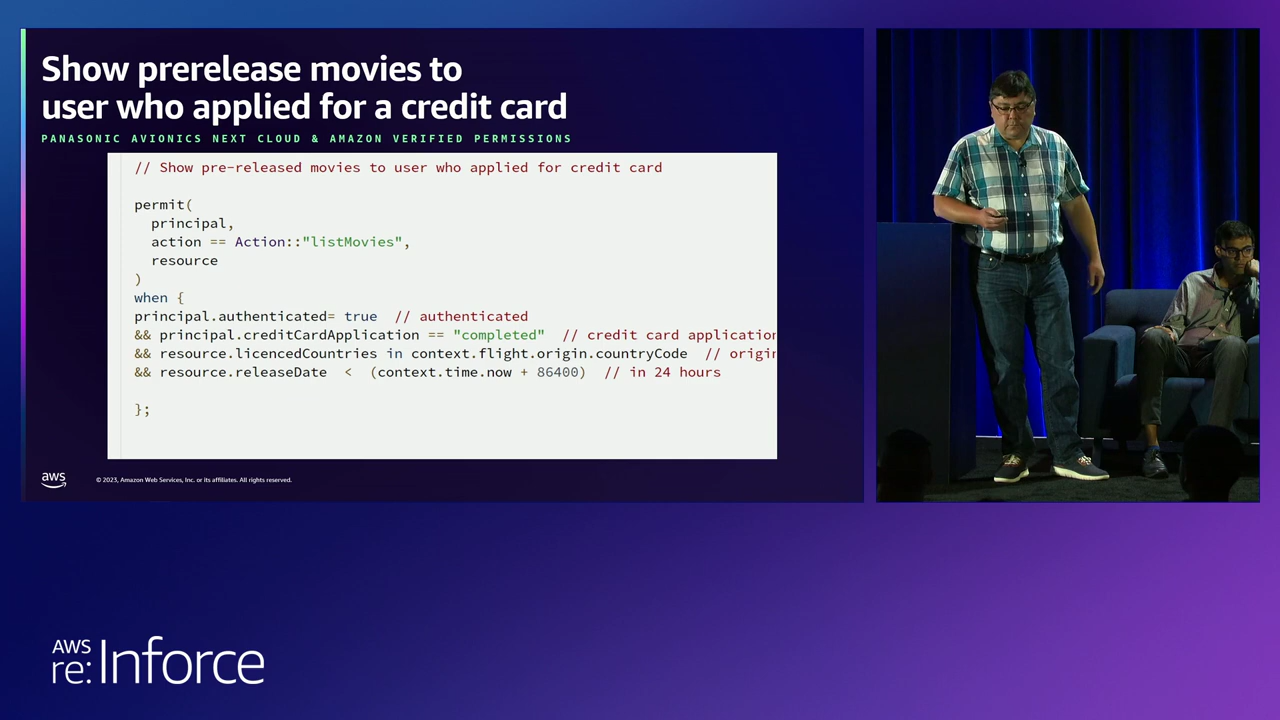 Show prerelease movies to
user who applied for a credit card
PANASONIC AVIONICS NEXT CLOUD & AMAZON VERIFIED PERMISSIONS
// Show pre-released movies to user who applied for credit card
permit(
principal,
action == Action::"listMovies",
resource
)
when {
principal.authenticated= true // authenticated
&& principal.creditCardApplication == "completed" // credit card application
&& resource.licencedCountries in context.flight.origin.countryCode // origin
&& resource.releaseDate < (context.time.now + 86400) // in 24 hours
};
aws
© 2023, Amazon Web Services, Inc. or its affiliates. All rights reserved.
AWS
re:Inforce